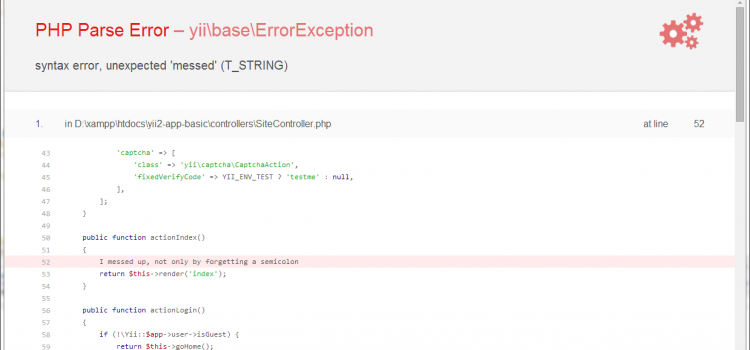 PHP Parse Error – yii\base\ErrorException
syntax error, unexpected 'messed' (T_STRING)
1. in D:\xampp\htdocs\yii2-app-basic\controllers\SiteController.php at line 52
43 'captcha' => [
44 'class' => 'yii\captcha\CaptchaAction',
45 'fixedVerifyCode' => YII_ENV_TEST ? 'testme' : null,
46 ],
47 ];
48 }
49
50 public function actionIndex()
51 {
52 I messed up, not only by forgetting a semicolon
53 return $this->render('index');
54 }
55
56 public function actionLogin()
57 {
58 if (!\Yii::$app->user->isGuest) {
59 return $this->goHome();